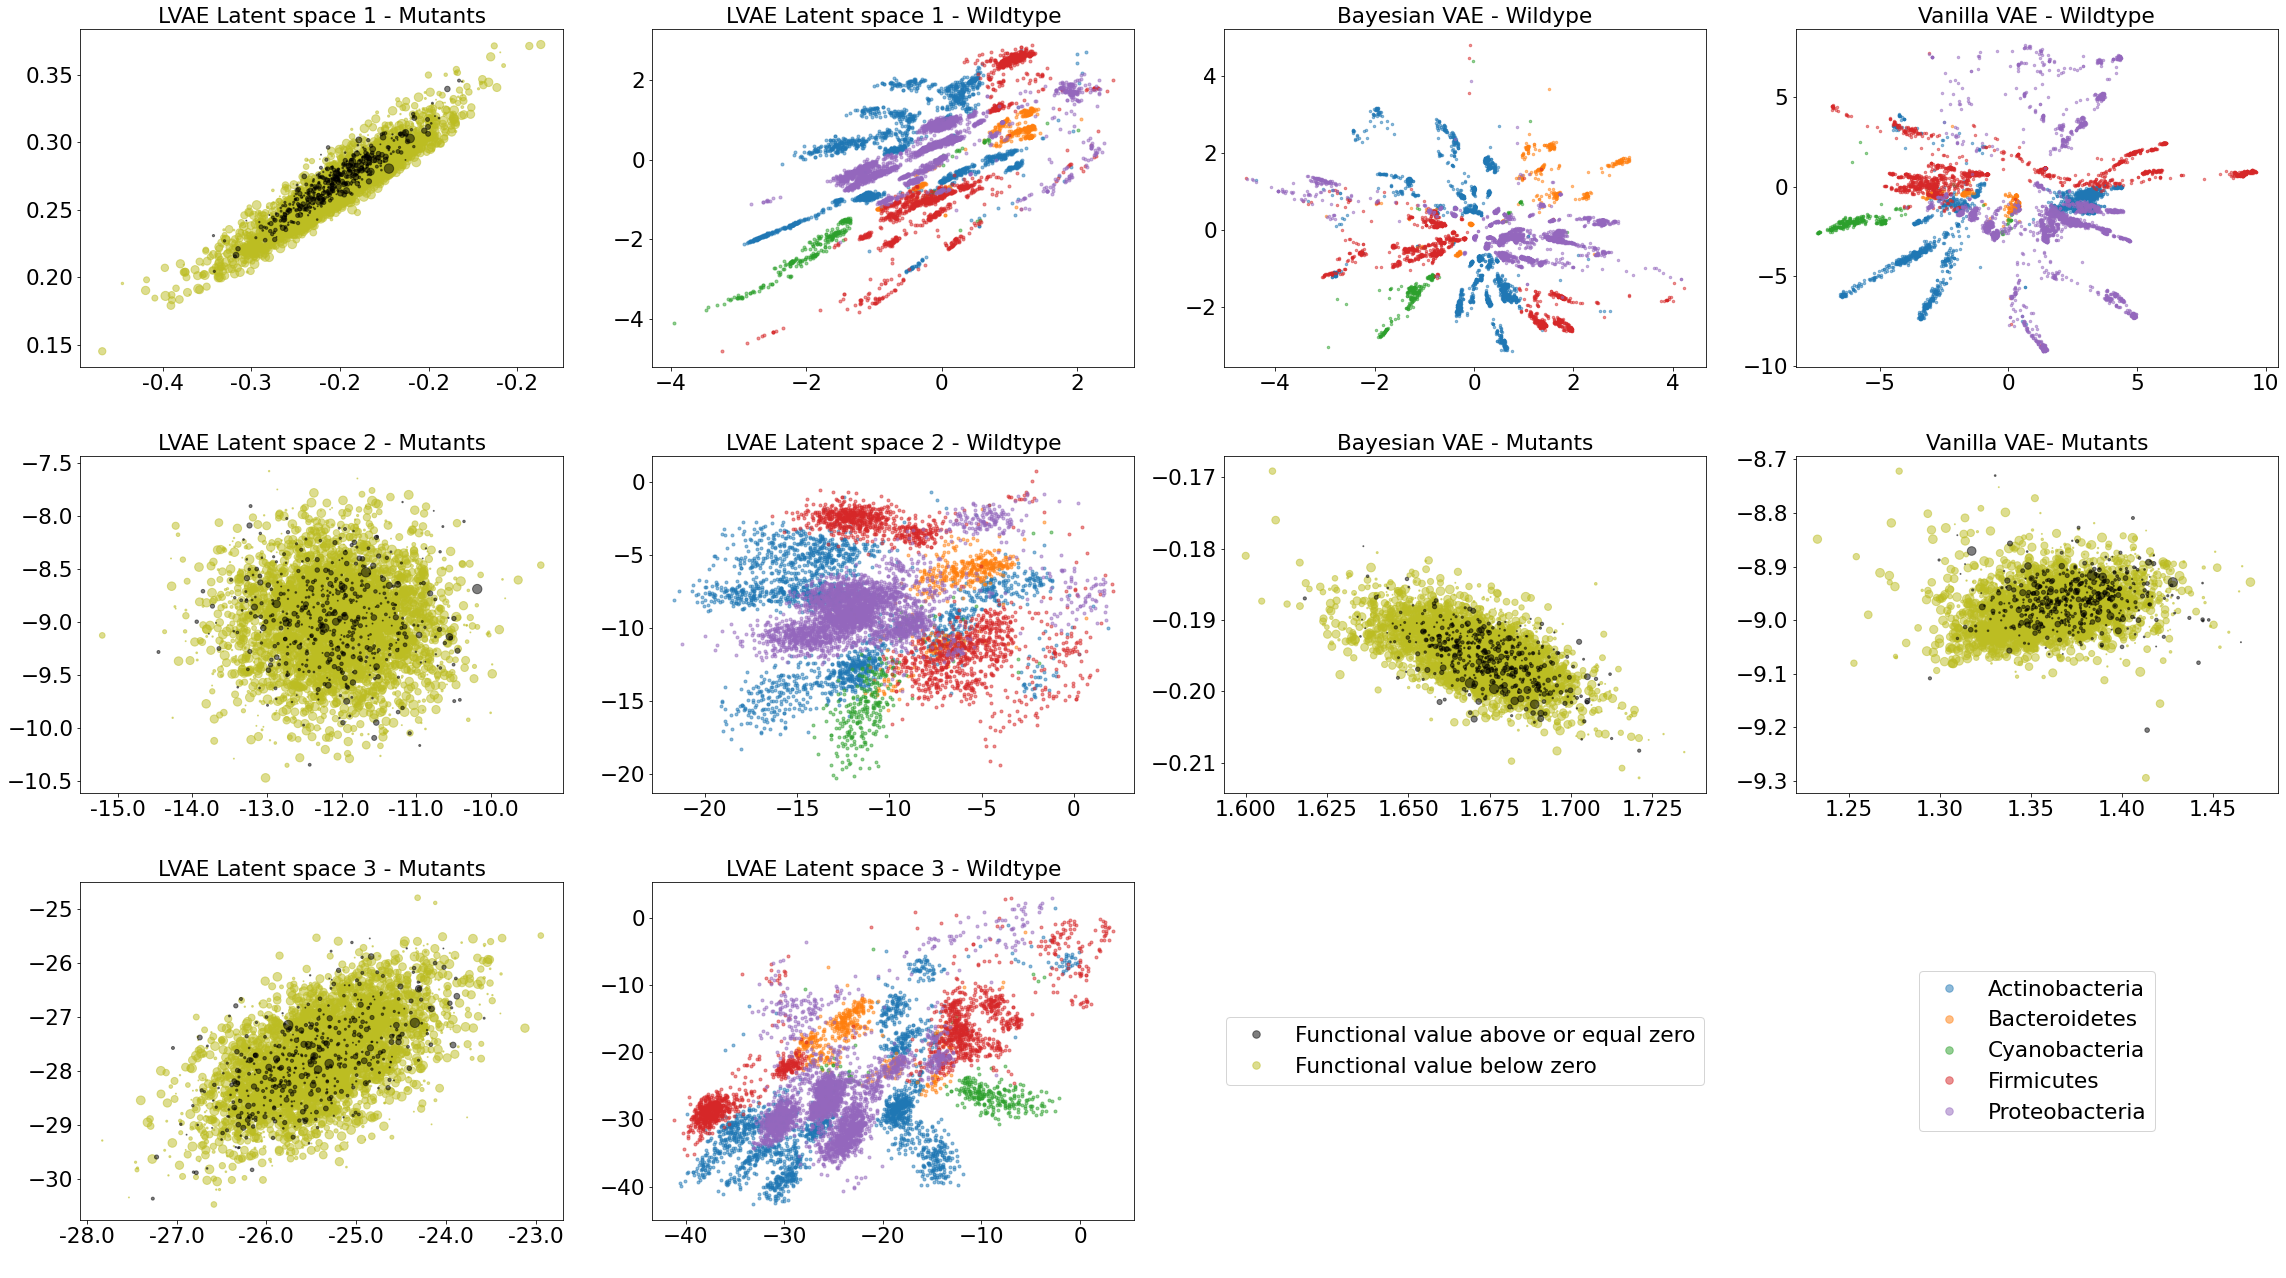 LVAE Latent space 1 - Mutants
0.35
0.30
0.25
0.20
0.15
-0.4 -0.3 -0.2 -0.2 -0.2
LVAE Latent space 1 - Wildtype
2
0
−2
−4
−4 −2 0 2
Bayesian VAE - Wildype
4
2
0
−2
−4 −2 0 2 4
Vanilla VAE - Wildtype
5
0
−5
−10
−5 0 5 10
LVAE Latent space 2 - Mutants
−7.5
−8.0
−8.5
−9.0
−9.5
−10.0
−10.5
-15.0 -14.0 -13.0 -12.0 -11.0 -10.0
LVAE Latent space 2 - Wildtype
0
−5
−10
−15
−20
−20 −15 −10 −5 0
Bayesian VAE - Mutants
−0.17
−0.18
−0.19
−0.20
−0.21
1.600 1.625 1.650 1.675 1.700 1.725
Vanilla VAE- Mutants
−8.7
−8.8
−8.9
−9.0
−9.1
−9.2
−9.3
1.25 1.30 1.35 1.40 1.45
LVAE Latent space 3 - Mutants
−25
−26
−27
−28
−29
−30
-28.0 -27.0 -26.0 -25.0 -24.0 -23.0
LVAE Latent space 3 - Wildtype
0
−10
−20
−30
−40
−40 −30 −20 −10 0
Functional value above or equal zero
Functional value below zero
Actinobacteria
Bacteroidetes
Cyanobacteria
Firmicutes
Proteobacteria